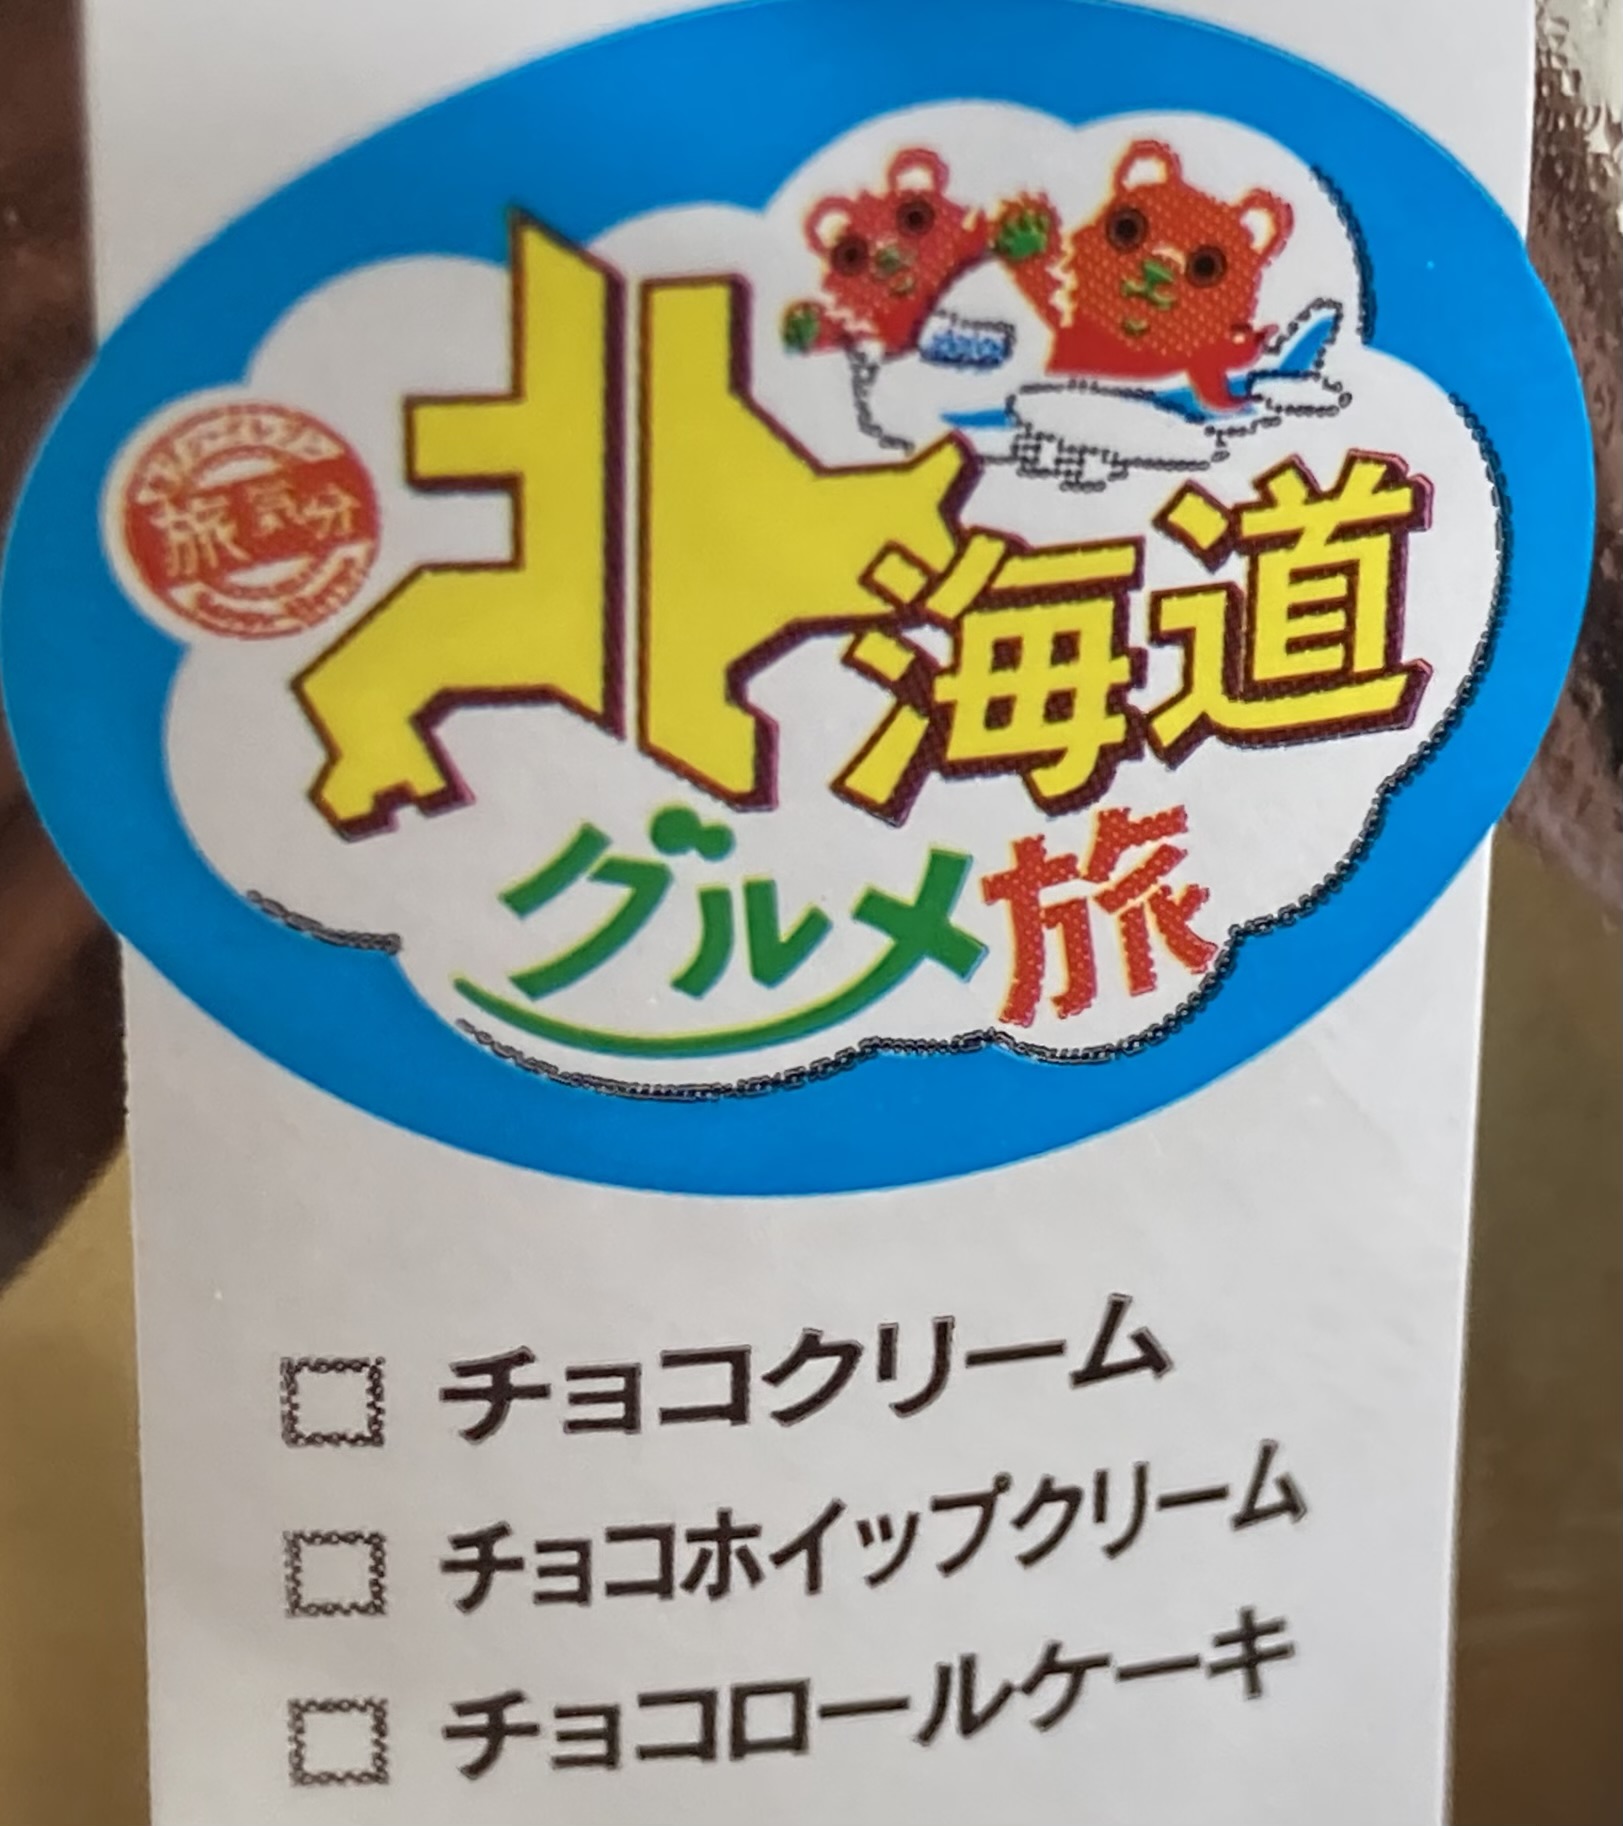 旅気分
北海道
グルメ旅
チョコクリーム
チョコホイップクリーム
チョコロールケーキ